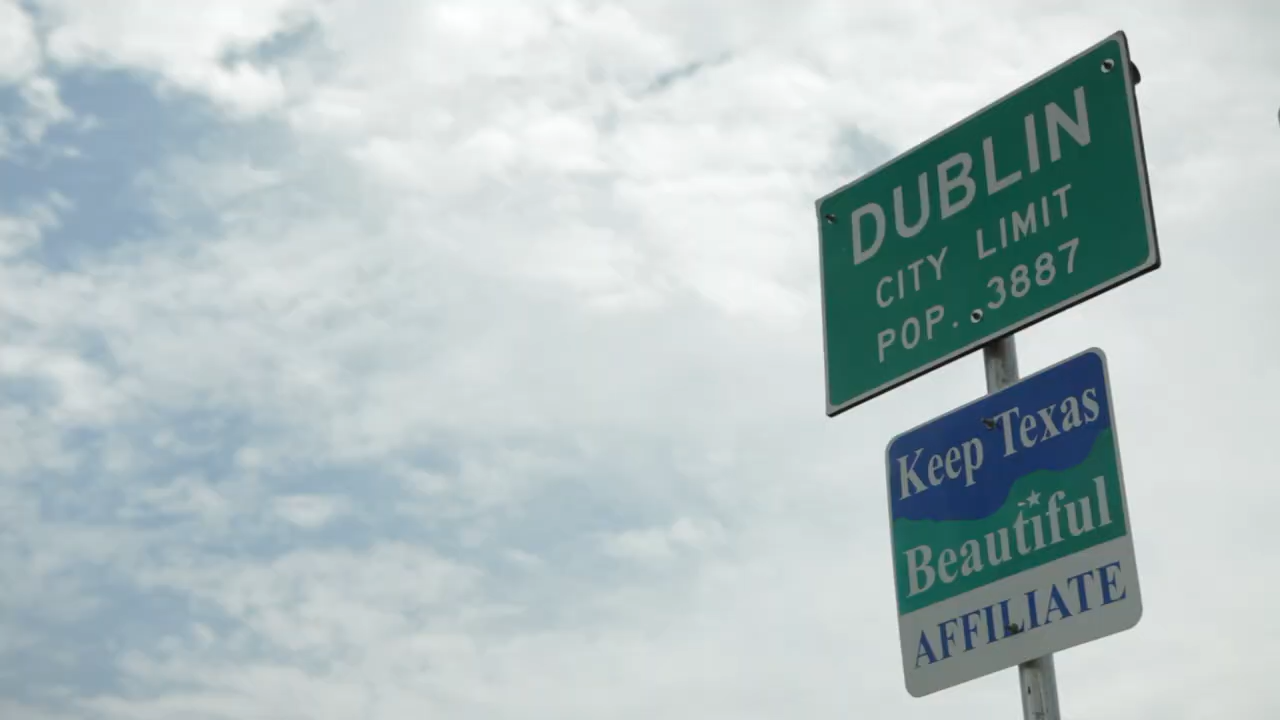 DUBLIN
CITY LIMIT
POP. 3887
Keep Texas
Beautiful
AFFILIATE